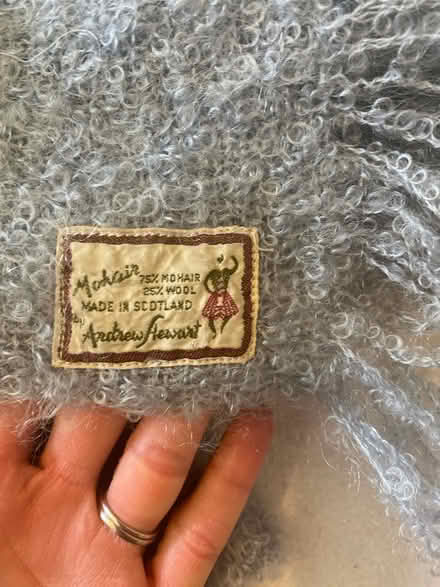 Mohair
75% MOHAIR
25% WOOL
MADE IN SCOTLAND
By
Andrew Stewart